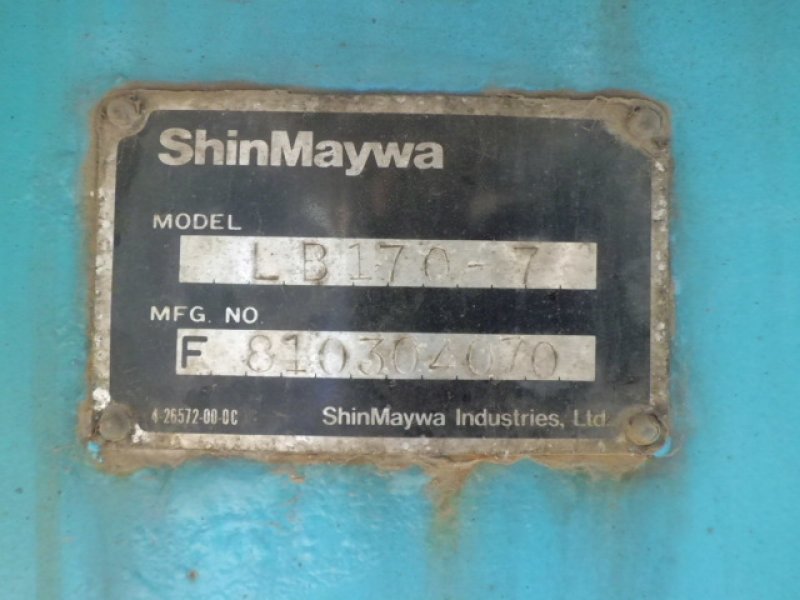 ShinMaywa
MODEL
LB170-7
MFG. NO
F 810304070
4-26572-00-0C
ShinMaywa Industries, Ltd.